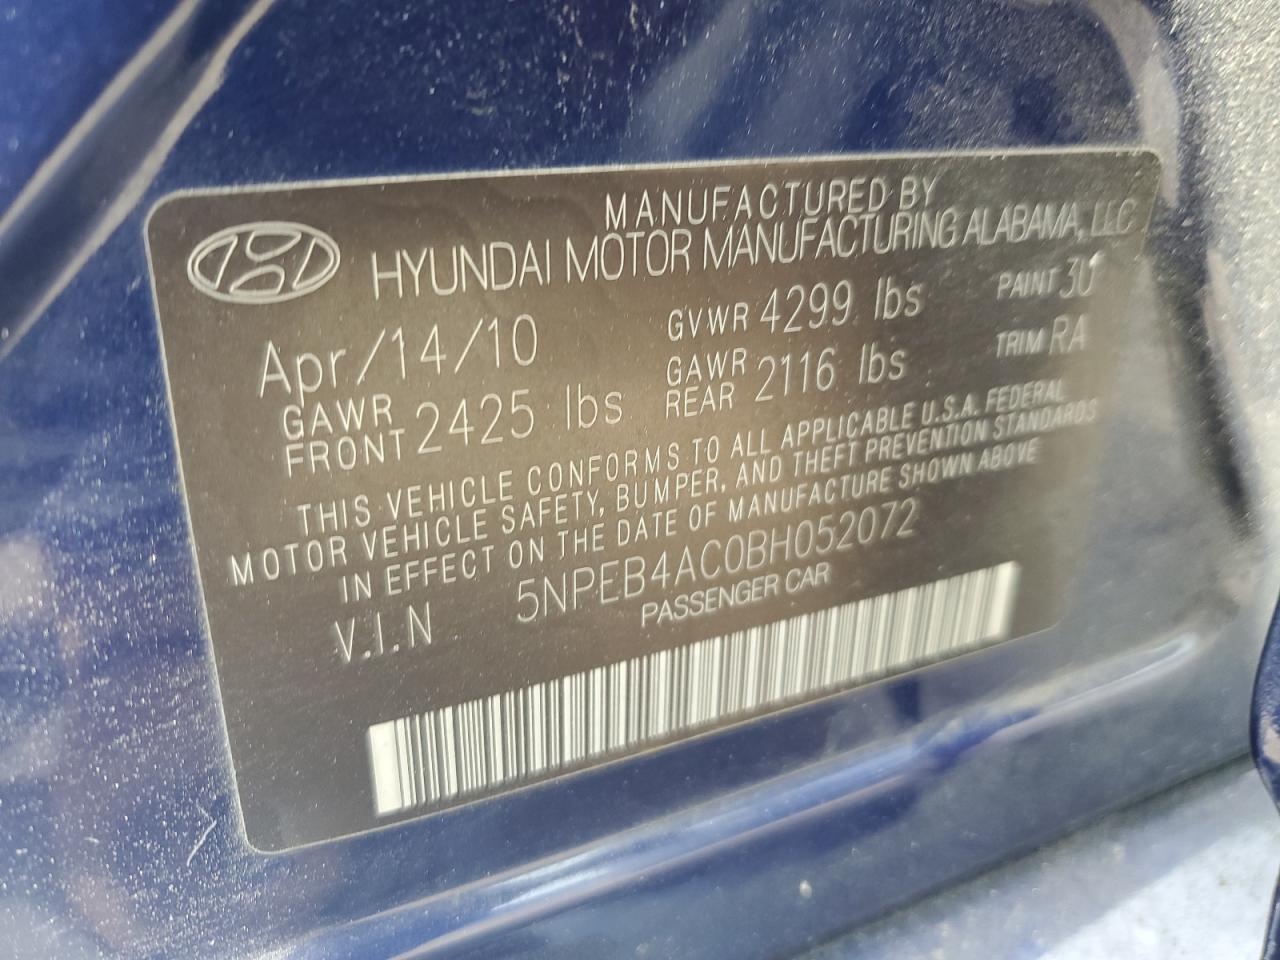 MANUFACTURED BY
HYUNDAI MOTOR MANUFACTURING ALABAMA, LLC
Apr/14/10 GVWR 4299 lbs PAINT 3U
GAWR FRONT 2425 lbs GAWR REAR 2116 lbs TRIM RA
THIS VEHICLE CONFORMS TO ALL APPLICABLE U.S.A. FEDERAL
MOTOR VEHICLE SAFETY, BUMPER, AND THEFT PREVENTION STANDARDS
IN EFFECT ON THE DATE OF MANUFACTURE SHOWN ABOVE
V.I.N 5NPEB4AC0BH052072
PASSENGER CAR